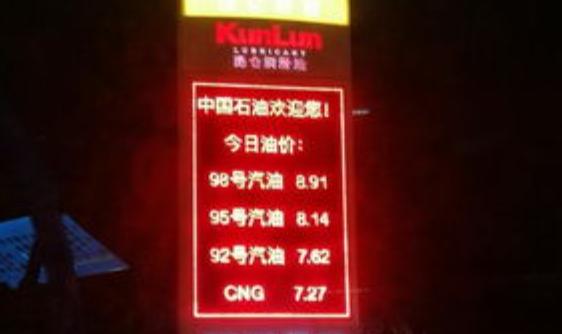 KunLun
LUBRICANT
昆仑润滑油
中国石油欢迎您!
今日油价:
98号汽油 8.91
95号汽油 8.14
92号汽油 7.62
CNG 7.27